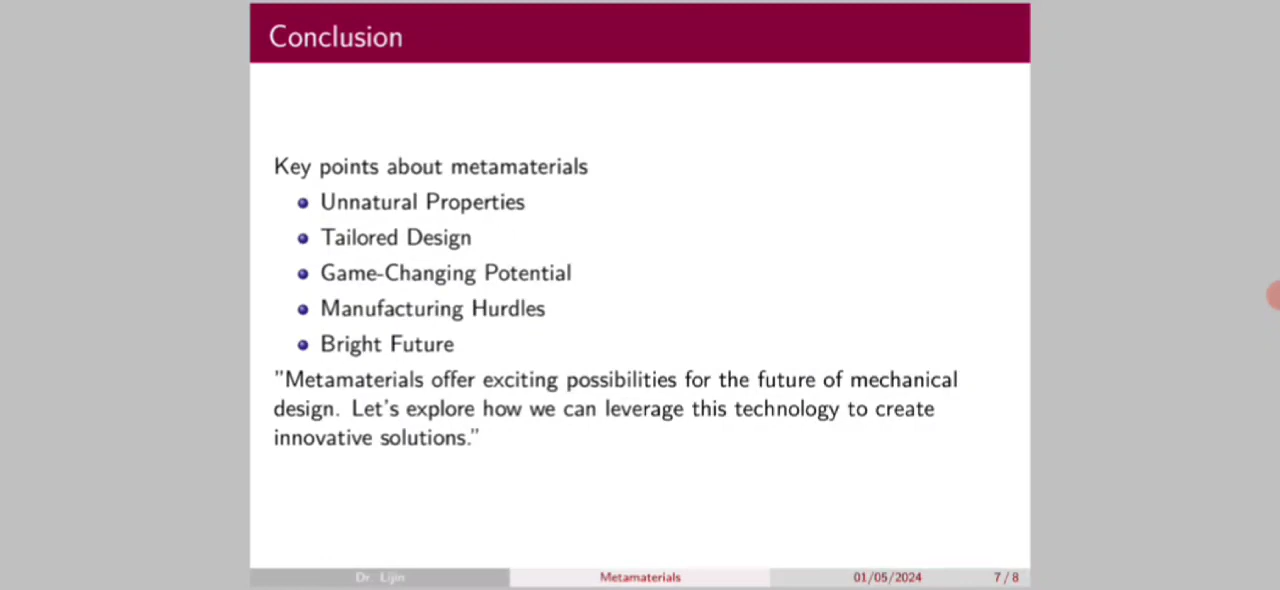 Conclusion
Key points about metamaterials
Unnatural Properties
Tailored Design
Game-Changing Potential
Manufacturing Hurdles
Bright Future
"Metamaterials offer exciting possibilities for the future of mechanical
design. Let's explore how we can leverage this technology to create
innovative solutions."
Dr. Lijin Metamaterials 01/05/2024 7 / 8